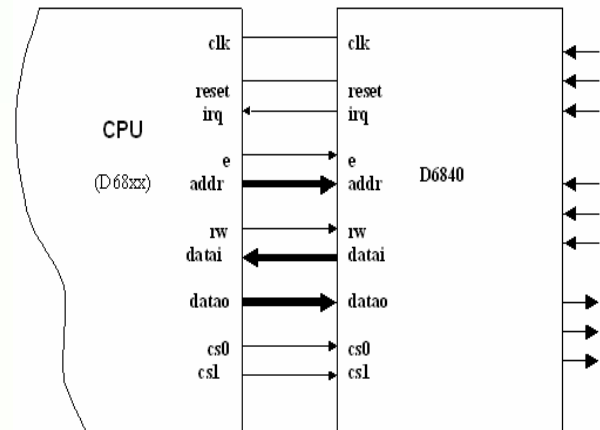 clk clk
reset reset
irq irq
CPU
e e
(D68xx) addr addr D6840
rw rw
datai datai
datao datao
cs0 cs0
cs1 cs1